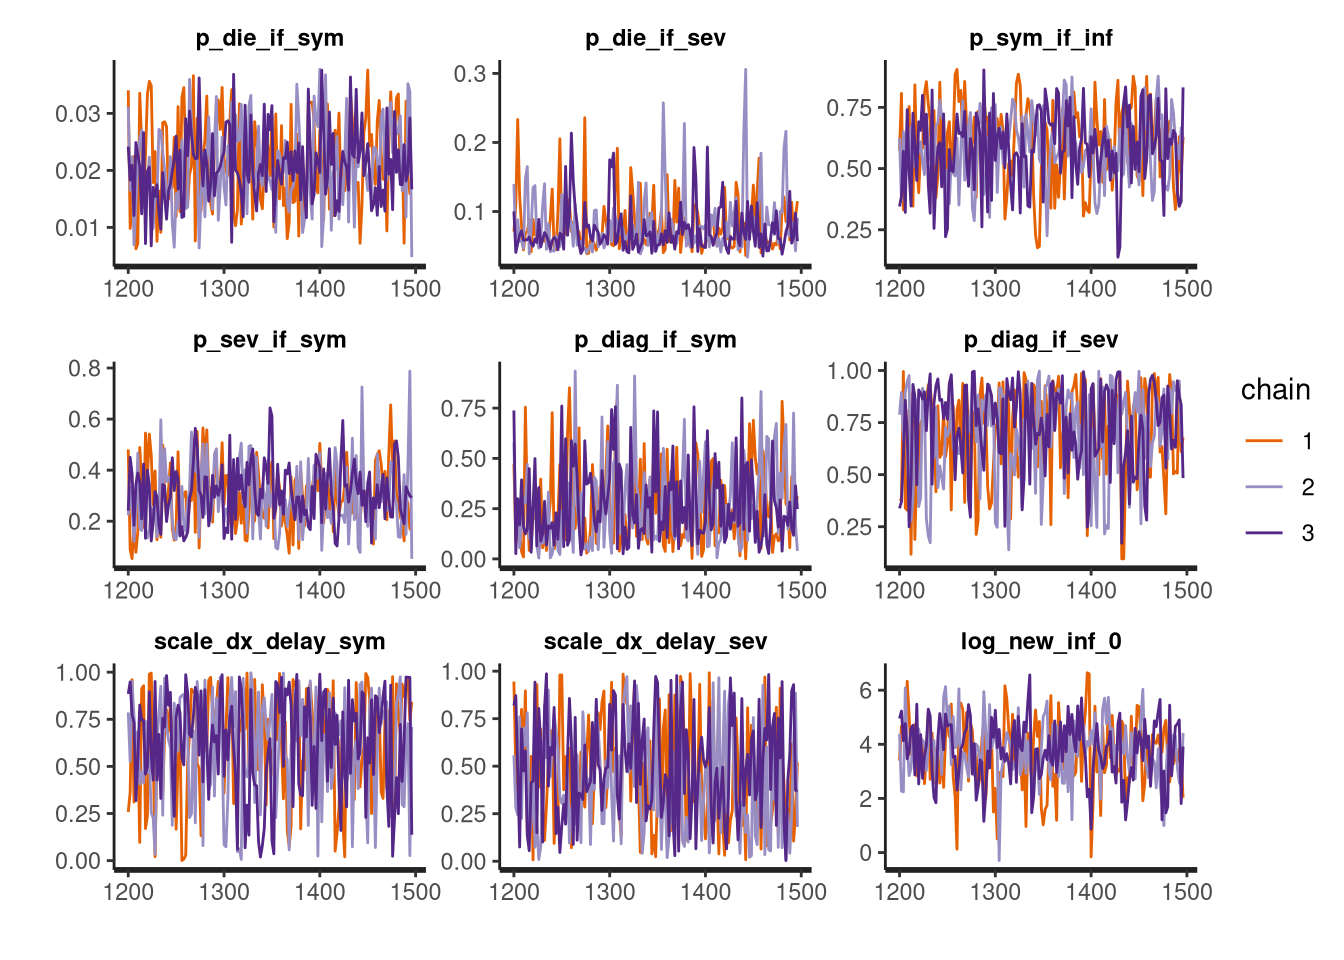 p_die_if_sym
p_die_if_sev
p_sym_if_inf
0.03
0.02
0.01
0.3
0.2
0.1
0.75
0.50
0.25
1200 1300 1400 1500
1200 1300 1400 1500
1200 1300 1400 1500
p_sev_if_sym
p_diag_if_sym
p_diag_if_sev
0.8
0.6
0.4
0.2
0.75
0.50
0.25
0.00
1.00
0.75
0.50
0.25
1200 1300 1400 1500
1200 1300 1400 1500
1200 1300 1400 1500
scale_dx_delay_sym
scale_dx_delay_sev
log_new_inf_0
1.00
0.75
0.50
0.25
0.00
1.00
0.75
0.50
0.25
0.00
6
4
2
0
1200 1300 1400 1500
1200 1300 1400 1500
1200 1300 1400 1500
chain
1
2
3